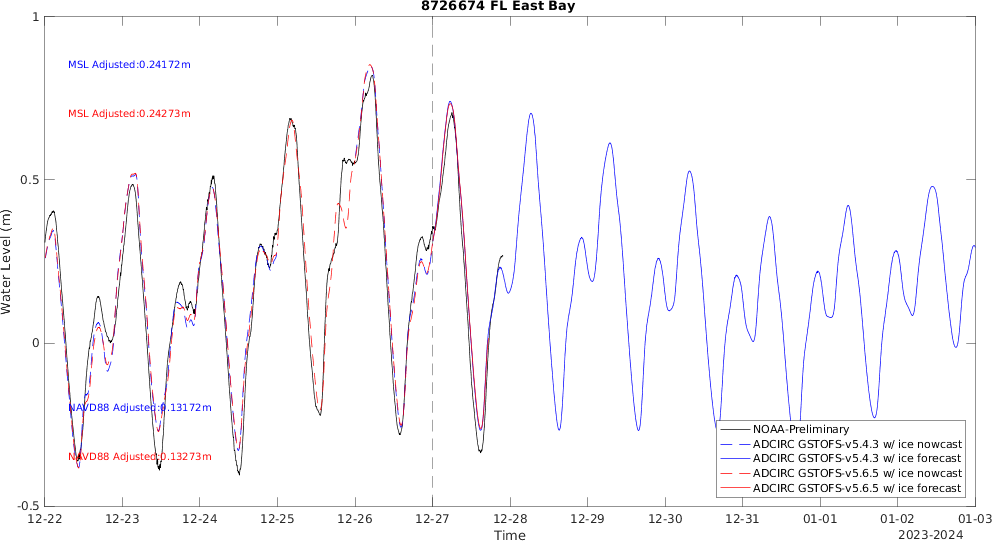 8726674 FL East Bay
1
0.5
0
-0.5
Water Level (m)
MSL Adjusted:0.24172m
MSL Adjusted:0.24273m
NAVD88 Adjusted:0.13172m
NAVD88 Adjusted:0.13273m
NOAA-Preliminary
ADCIRC GSTOFS-v5.4.3 w/ ice nowcast
ADCIRC GSTOFS-v5.4.3 w/ ice forecast
ADCIRC GSTOFS-v5.6.5 w/ ice nowcast
ADCIRC GSTOFS-v5.6.5 w/ ice forecast
12-22 12-23 12-24 12-25 12-26 12-27 12-28 12-29 12-30 12-31 01-01 01-02 01-03
Time
2023-2024